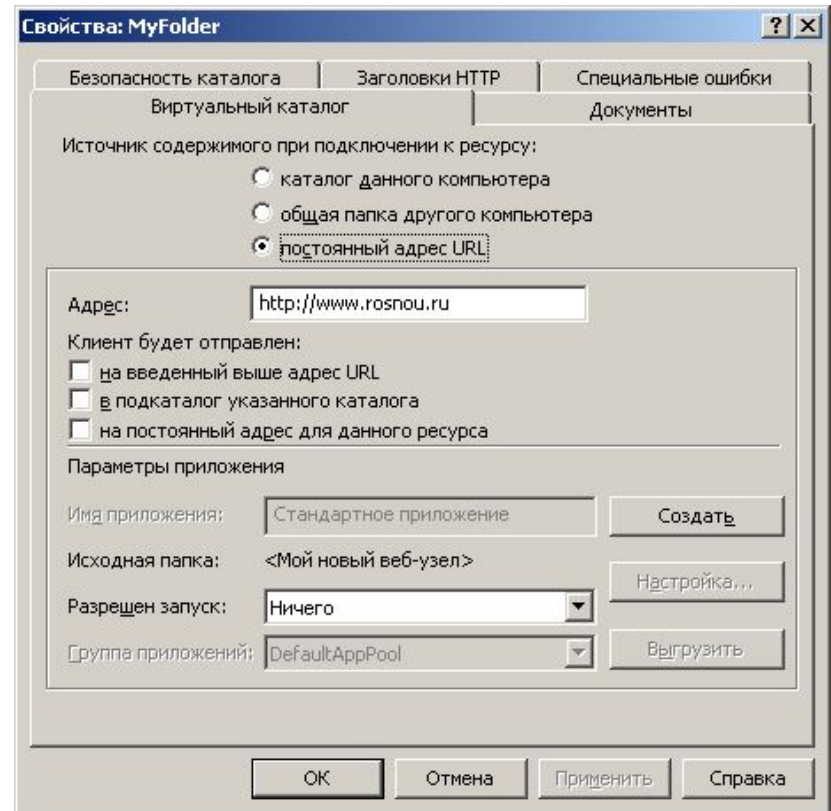 Свойства: MyFolder
Безопасность каталога Заголовки HTTP Специальные ошибки
Виртуальный каталог Документы
Источник содержимого при подключении к ресурсу:
каталог данного компьютера
общая папка другого компьютера
постоянный адрес URL
Адрес: http://www.rosnou.ru
Клиент будет отправлен:
на введенный выше адрес URL
в подкаталог указанного каталога
на постоянный адрес для данного ресурса
Параметры приложения
Имя приложения: Стандартное приложение Создать
Исходная папка: <Мой новый веб-узел>
Настройка...
Разрешен запуск: Ничего
Группа приложений: DefaultAppPool Выгрузить
ОК Отмена Применить Справка